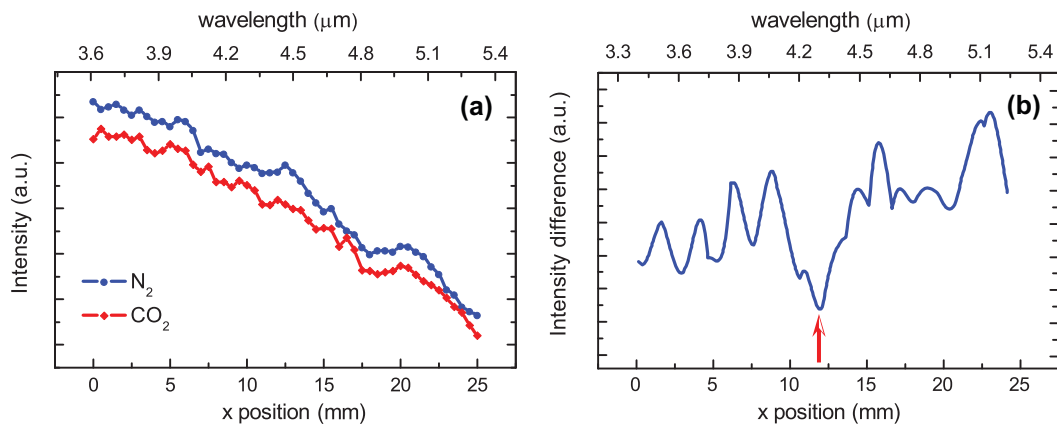 wavelength (μm)
3.6 3.9 4.2 4.5 4.8 5.1 5.4
(a)
Intensity (a.u.)
N₂
CO₂
0 5 10 15 20 25
x position (mm)
wavelength (μm)
3.3 3.6 3.9 4.2 4.5 4.8 5.1 5.4
(b)
Intensity difference (a.u.)
0 5 10 15 20 25
x position (mm)